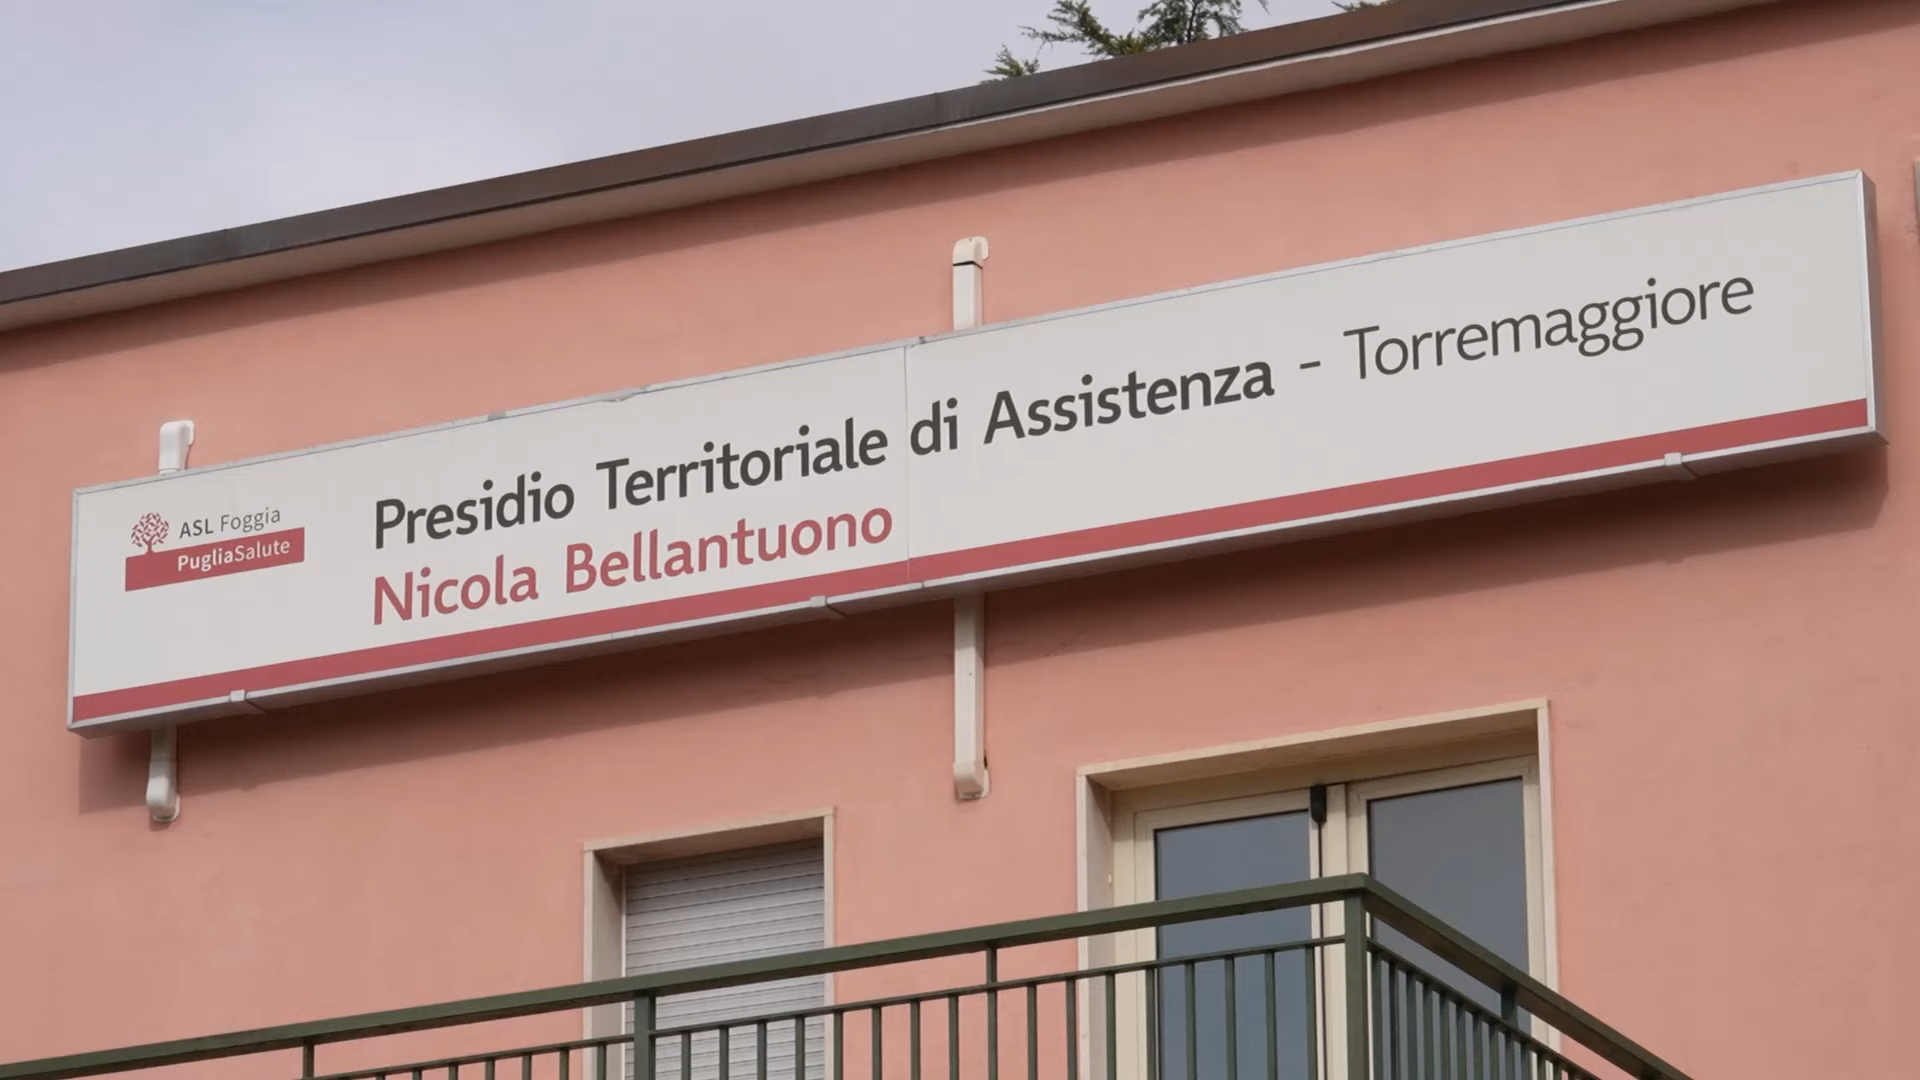 ASL Foggia
PugliaSalute
Presidio Territoriale di Assistenza - Torremaggiore
Nicola Bellantuono